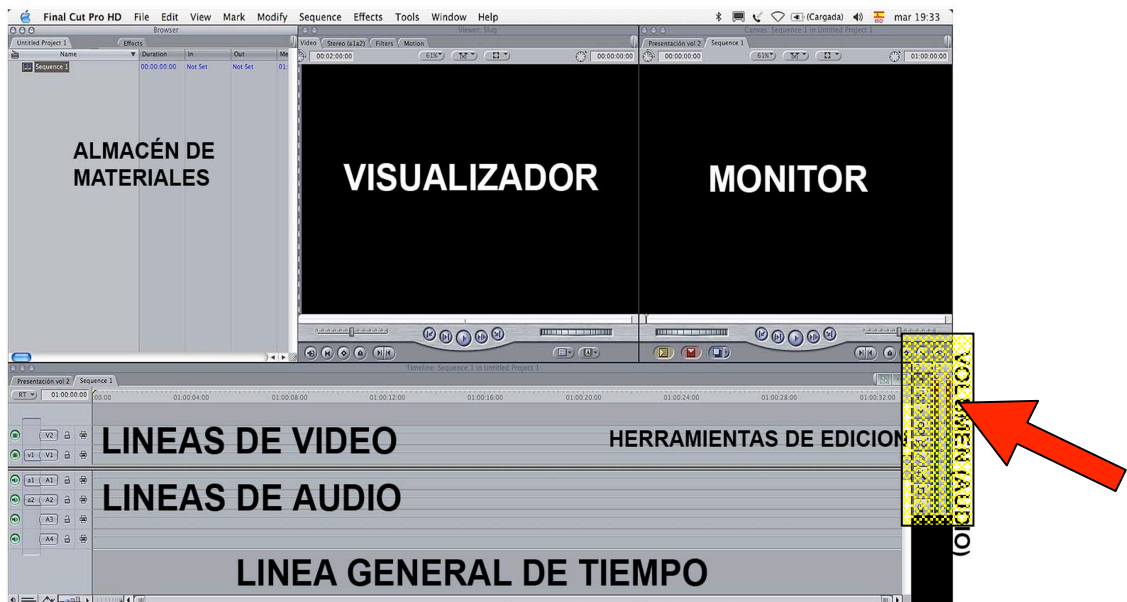 Final Cut Pro HD File Edit View Mark Modify Sequence Effects Tools Window Help (Cargada) mar 19:33
Browser
Viewer: Slug
Canvas: Sequence 1 in Untitled Project 1
Untitled Project 1 Effects
Video Stereo (a1a2) Filters Motion
Presentación vol 2 Sequence 1
Name Duration In Out Me
00:02:00:00 61% 00:00:00:00
00:00:00:00 61% 01:00:00:00
Sequence 1 00:00:00:00 Not Set Not Set 01:
ALMACÉN DE
MATERIALES
VISUALIZADOR
MONITOR
Timeline: Sequence 1 in Untitled Project 1
Presentación vol 2 Sequence 1
RT 01:00:00:00 00:00 01:00:04:00 01:00:08:00 01:00:12:00 01:00:16:00 01:00:20:00 01:00:24:00 01:00:28:00 01:00:32:00
V2
v1 V1
LINEAS DE VIDEO
HERRAMIENTAS DE EDICION
VOLUMEN (AUDIO)
a1 A1
a2 A2
A3
A4
LINEAS DE AUDIO
LINEA GENERAL DE TIEMPO